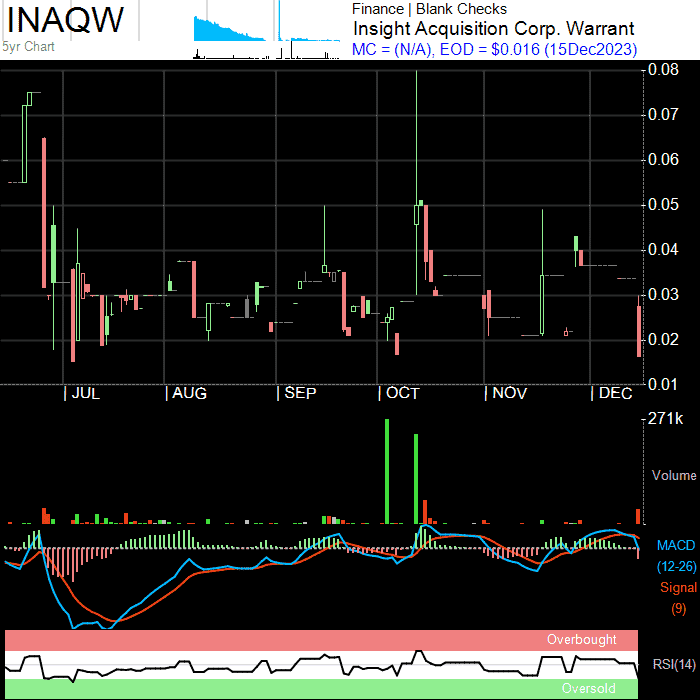 INAQW
5yr Chart
Finance | Blank Checks
Insight Acquisition Corp. Warrant
MC = (N/A), EOD = $0.016 (15Dec2023)
0.08
0.07
0.06
0.05
0.04
0.03
0.02
0.01
| JUL | AUG | SEP | OCT | NOV | DEC
271k
Volume
MACD
(12-26)
Signal
(9)
Overbought
RSI(14)
Oversold